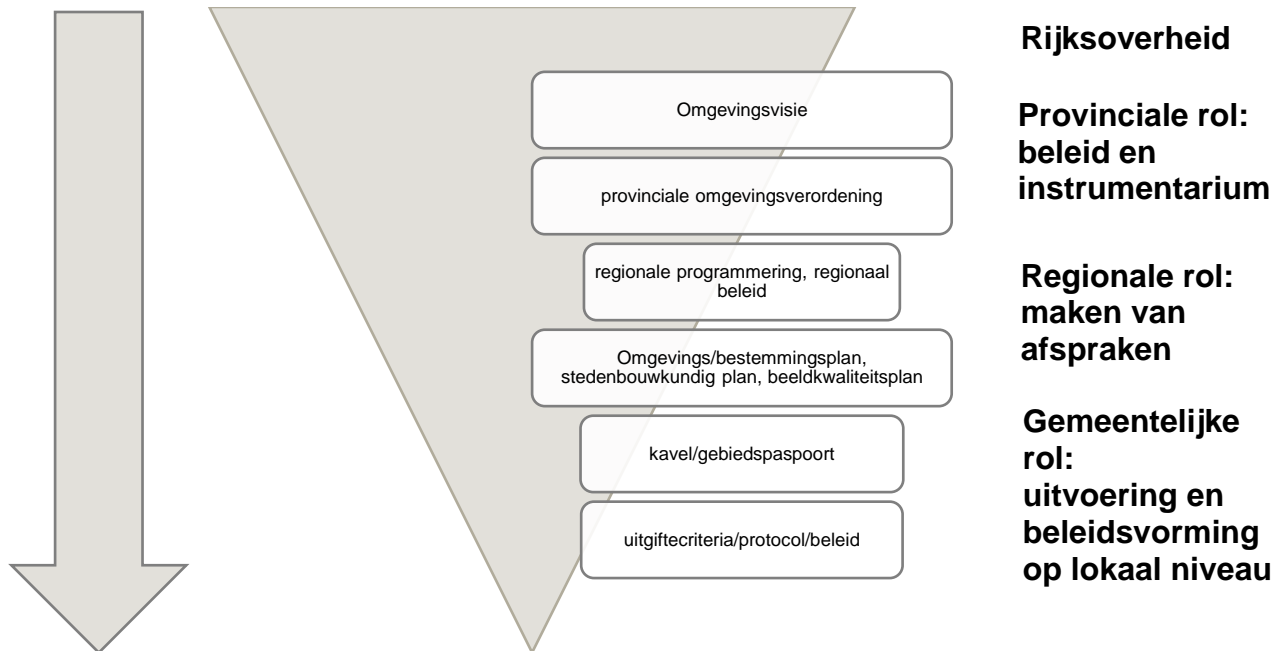 Rijksoverheid
Omgevingsvisie
Provinciale rol:
beleid en
instrumentarium
provinciale omgevingsverordening
regionale programmering, regionaal
beleid
Regionale rol:
maken van
afspraken
Omgevings/bestemmingsplan,
stedenbouwkundig plan, beeldkwaliteitsplan
Gemeentelijke
rol:
uitvoering en
beleidsvorming
op lokaal niveau
kavel/gebiedspaspoort
uitgiftecriteria/protocol/beleid